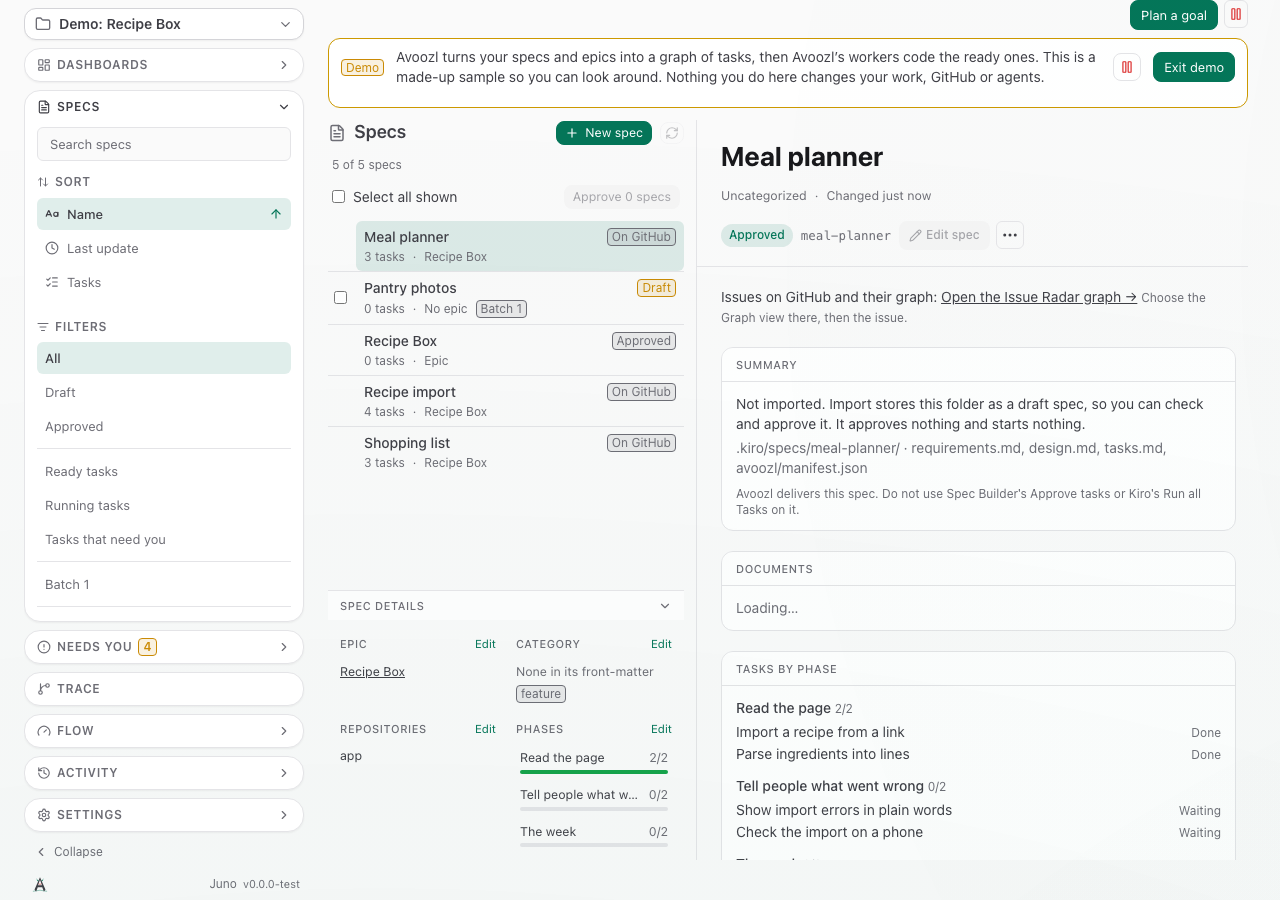 Demo: Recipe Box
DASHBOARDS
SPECS
Search specs
SORT
Aa Name
Last update
Tasks
FILTERS
All
Draft
Approved
Ready tasks
Running tasks
Tasks that need you
Batch 1
NEEDS YOU 4
TRACE
FLOW
ACTIVITY
SETTINGS
Collapse
Juno v0.0.0-test
Plan a goal
Demo
Avoozl turns your specs and epics into a graph of tasks, then Avoozl's workers code the ready ones. This is a
made-up sample so you can look around. Nothing you do here changes your work, GitHub or agents.
Exit demo
Specs
New spec
5 of 5 specs
Select all shown
Approve 0 specs
Meal planner
On GitHub
3 tasks · Recipe Box
Pantry photos
Draft
0 tasks · No epic Batch 1
Recipe Box
Approved
0 tasks · Epic
Recipe import
On GitHub
4 tasks · Recipe Box
Shopping list
On GitHub
3 tasks · Recipe Box
SPEC DETAILS
EPIC Edit
Recipe Box
CATEGORY Edit
None in its front-matter
feature
REPOSITORIES Edit
app
PHASES Edit
Read the page 2/2
Tell people what w... 0/2
The week 0/2
Meal planner
Uncategorized · Changed just now
Approved meal-planner Edit spec
Issues on GitHub and their graph: Open the Issue Radar graph → Choose the
Graph view there, then the issue.
SUMMARY
Not imported. Import stores this folder as a draft spec, so you can check
and approve it. It approves nothing and starts nothing.
.kiro/specs/meal-planner/ · requirements.md, design.md, tasks.md,
avoozl/manifest.json
Avoozl delivers this spec. Do not use Spec Builder's Approve tasks or Kiro's Run all
Tasks on it.
DOCUMENTS
Loading…
TASKS BY PHASE
Read the page 2/2
Import a recipe from a link Done
Parse ingredients into lines Done
Tell people what went wrong 0/2
Show import errors in plain words Waiting
Check the import on a phone Waiting